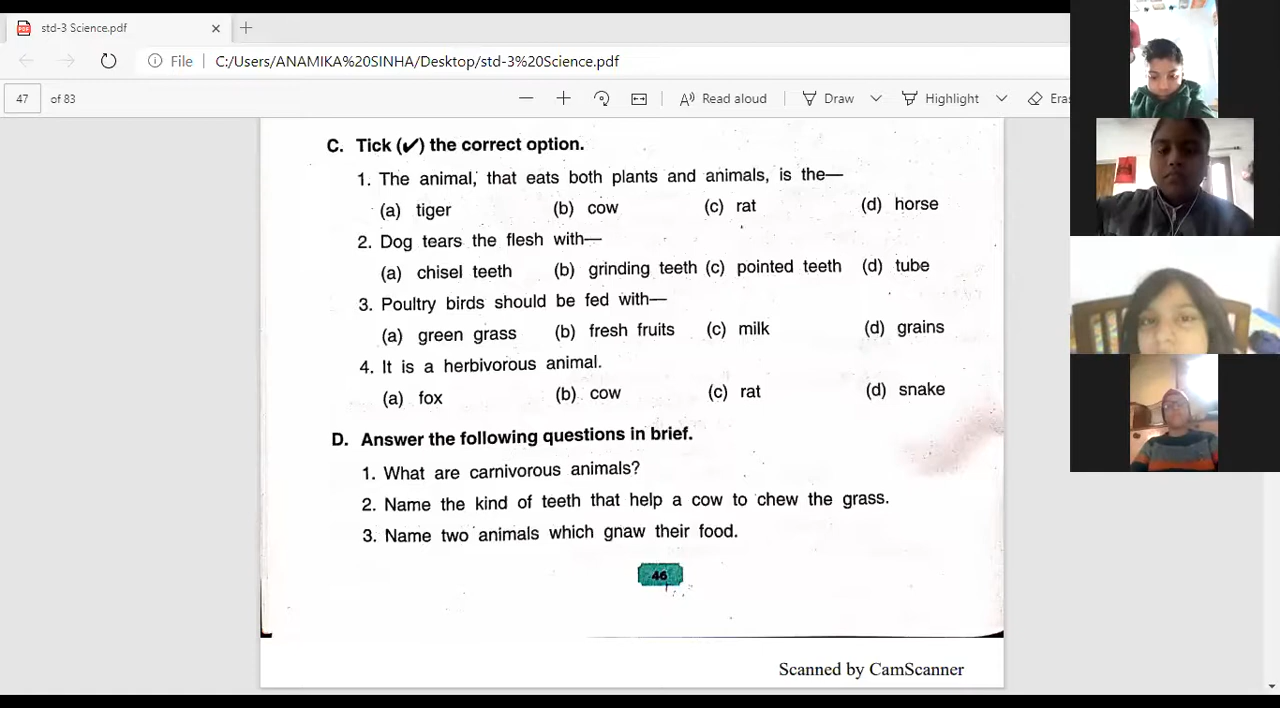 std-3 Science.pdf
File C:/Users/ANAMIKA%20SINHA/Desktop/std-3%20Science.pdf
47 of 83 Read aloud Draw Highlight Era
C. Tick (✔) the correct option.
1. The animal, that eats both plants and animals, is the—
(a) tiger (b) cow (c) rat (d) horse
2. Dog tears the flesh with—
(a) chisel teeth (b) grinding teeth (c) pointed teeth (d) tube
3. Poultry birds should be fed with—
(a) green grass (b) fresh fruits (c) milk (d) grains
4. It is a herbivorous animal.
(a) fox (b) cow (c) rat (d) snake
D. Answer the following questions in brief.
1. What are carnivorous animals?
2. Name the kind of teeth that help a cow to chew the grass.
3. Name two animals which gnaw their food.
46
Scanned by CamScanner